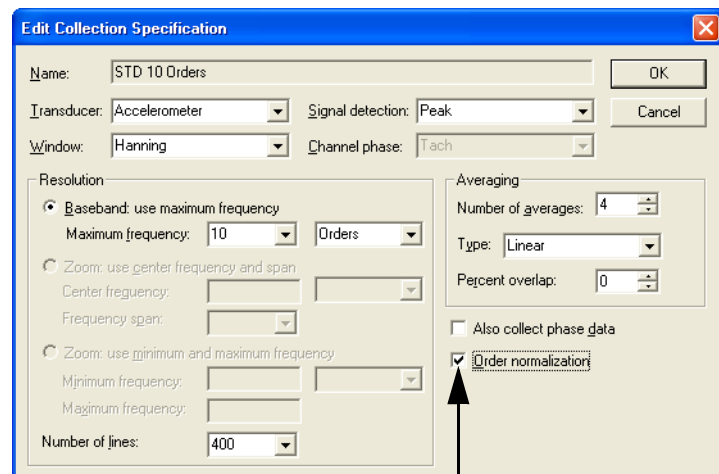 Edit Collection Specification
Name: STD 10 Orders
OK
Transducer: Accelerometer Signal detection: Peak
Cancel
Window: Hanning Channel phase: Tach
Resolution
Baseband: use maximum frequency
Maximum frequency: 10 Orders
Zoom: use center frequency and span
Center frequency:
Frequency span:
Zoom: use minimum and maximum frequency
Minimum frequency:
Maximum frequency:
Number of lines: 400
Averaging
Number of averages: 4
Type: Linear
Percent overlap: 0
Also collect phase data
Order normalization